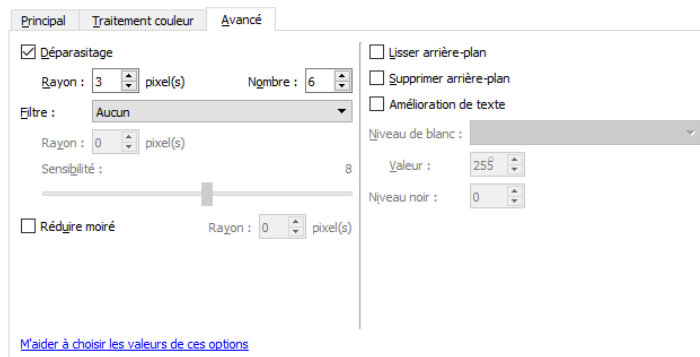 Principal Traitement couleur Avancé
Déparasitage
Rayon : 3 pixel(s) Nombre : 6
Filtre : Aucun
Rayon : 0 pixel(s)
Sensibilité : 8
Réduire moiré Rayon : 0 pixel(s)
M'aider à choisir les valeurs de ces options
Lisser arrière-plan
Supprimer arrière-plan
Amélioration de texte
Niveau de blanc :
Valeur : 255
Niveau noir : 0